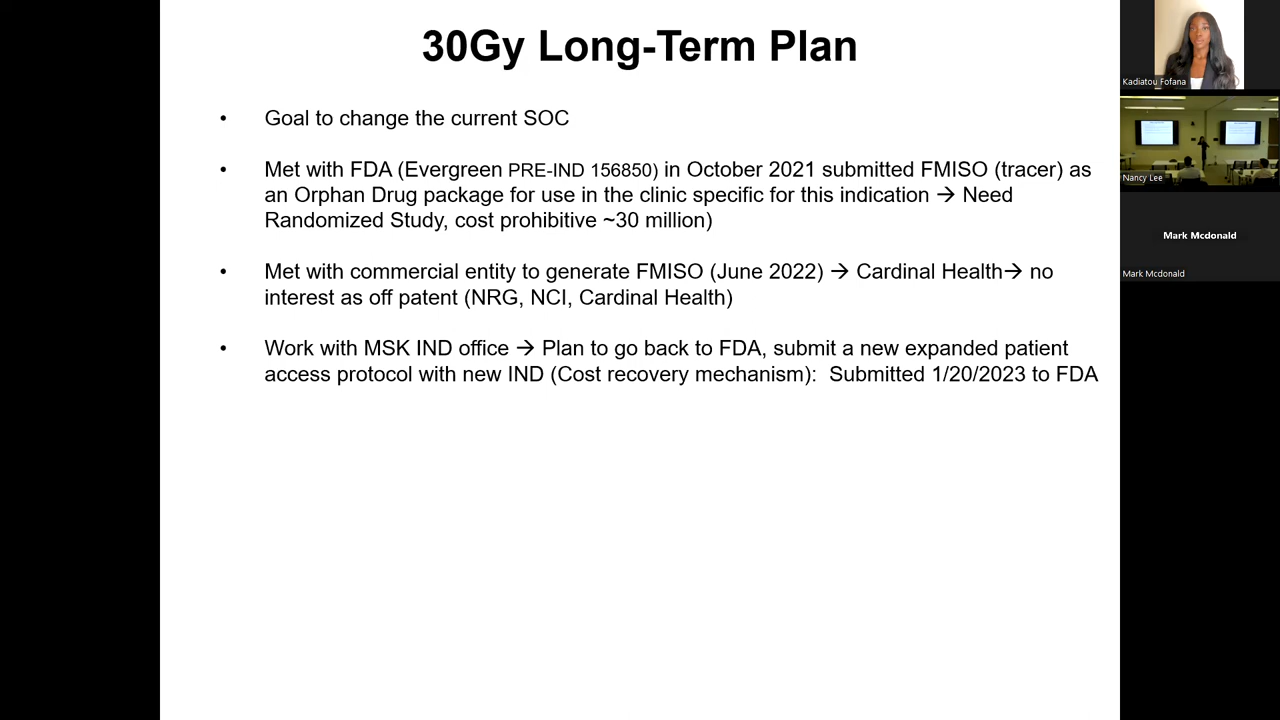 30Gy Long-Term Plan
• Goal to change the current SOC
• Met with FDA (Evergreen PRE-IND 156850) in October 2021 submitted FMISO (tracer) as
an Orphan Drug package for use in the clinic specific for this indication → Need
Randomized Study, cost prohibitive ~30 million)
• Met with commercial entity to generate FMISO (June 2022) → Cardinal Health→ no
interest as off patent (NRG, NCI, Cardinal Health)
• Work with MSK IND office → Plan to go back to FDA, submit a new expanded patient
access protocol with new IND (Cost recovery mechanism): Submitted 1/20/2023 to FDA
Kadiatou Fofana
Nancy Lee
Mark Mcdonald
Mark Mcdonald